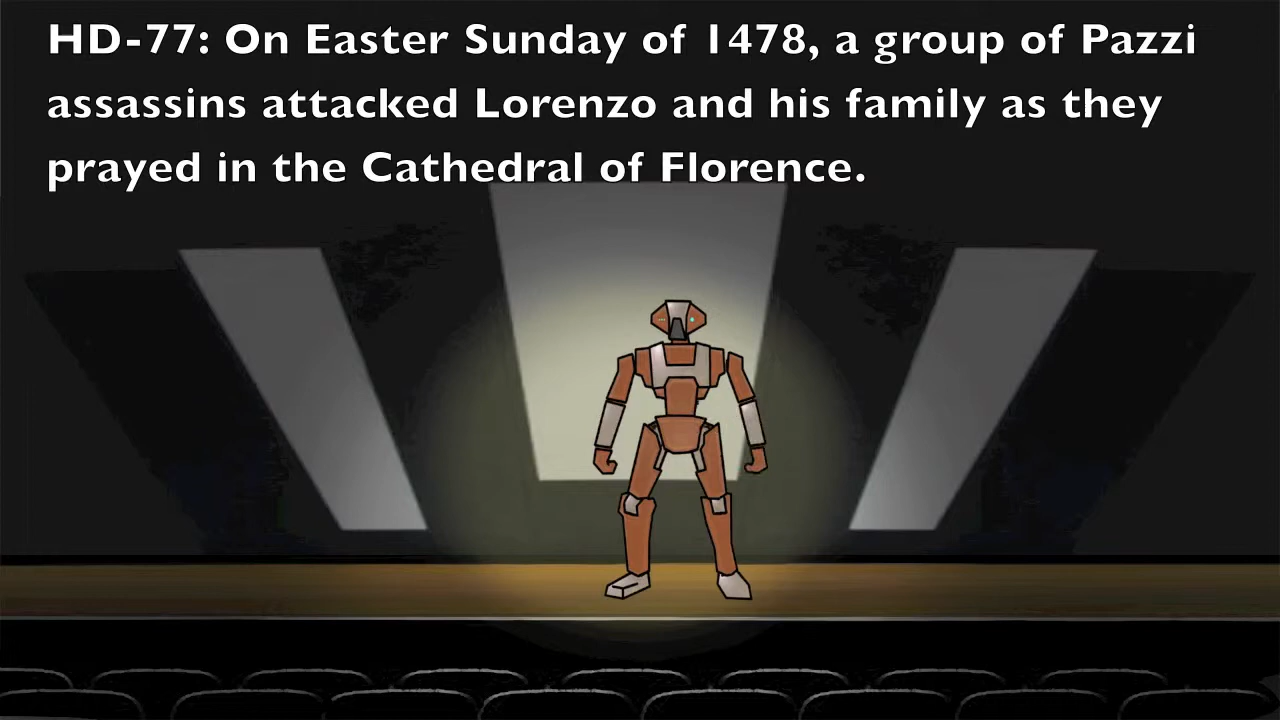 HD-77: On Easter Sunday of 1478, a group of Pazzi
assassins attacked Lorenzo and his family as they
prayed in the Cathedral of Florence.